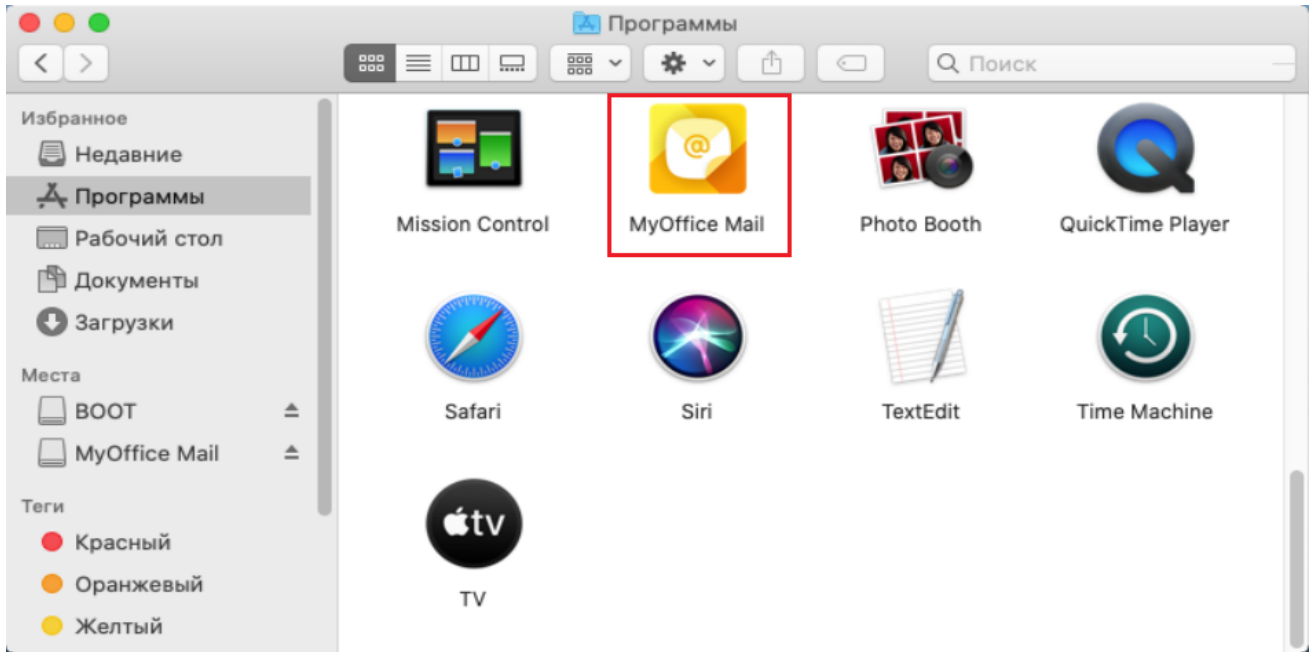 Программы
Поиск
Избранное
Недавние
Программы
Рабочий стол
Документы
Загрузки
Места
BOOT
MyOffice Mail
Теги
Красный
Оранжевый
Желтый
@
Mission Control
MyOffice Mail
Photo Booth
QuickTime Player
Safari
Siri
TextEdit
Time Machine
tv
TV